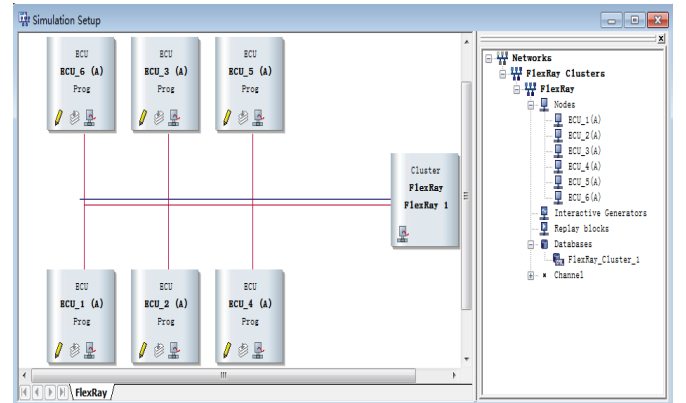 Simulation Setup
ECU
ECU_6 (A)
Prog
ECU
ECU_3 (A)
Prog
ECU
ECU_5 (A)
Prog
Cluster
FlexRay
FlexRay 1
ECU
ECU_1 (A)
Prog
ECU
ECU_2 (A)
Prog
ECU
ECU_4 (A)
Prog
FlexRay
Networks
FlexRay Clusters
FlexRay
Nodes
ECU_1(A)
ECU_2(A)
ECU_3(A)
ECU_4(A)
ECU_5(A)
ECU_6(A)
Interactive Generators
Replay blocks
Databases
FlexRay_Cluster_1
Channel